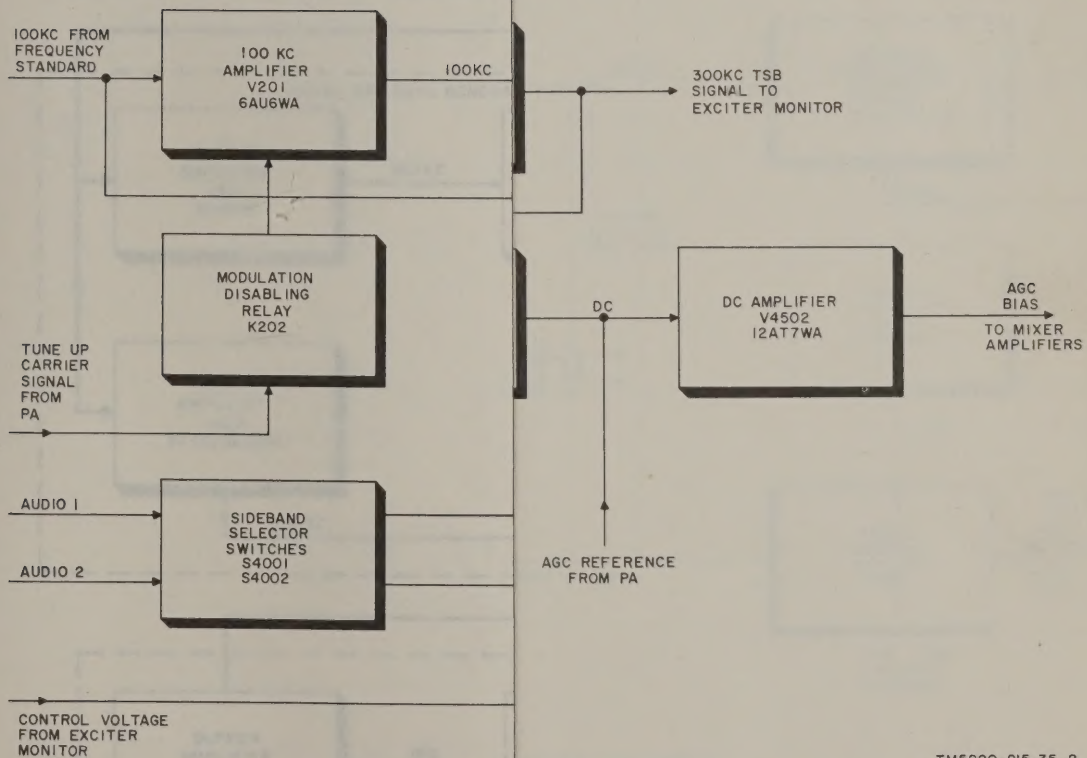 100KC FROM
FREQUENCY
STANDARD
100 KC
AMPLIFIER
V201
6AU6WA
100KC
300KC TSB
SIGNAL TO
EXCITER MONITOR
MODULATION
DISABLING
RELAY
K202
TUNE UP
CARRIER
SIGNAL
FROM
PA
DC
DC AMPLIFIER
V4502
12AT7WA
AGC
BIAS
TO MIXER
AMPLIFIERS
AUDIO 1
AUDIO 2
SIDEBAND
SELECTOR
SWITCHES
S4001
S4002
AGC REFERENCE
FROM PA
CONTROL VOLTAGE
FROM EXCITER
MONITOR